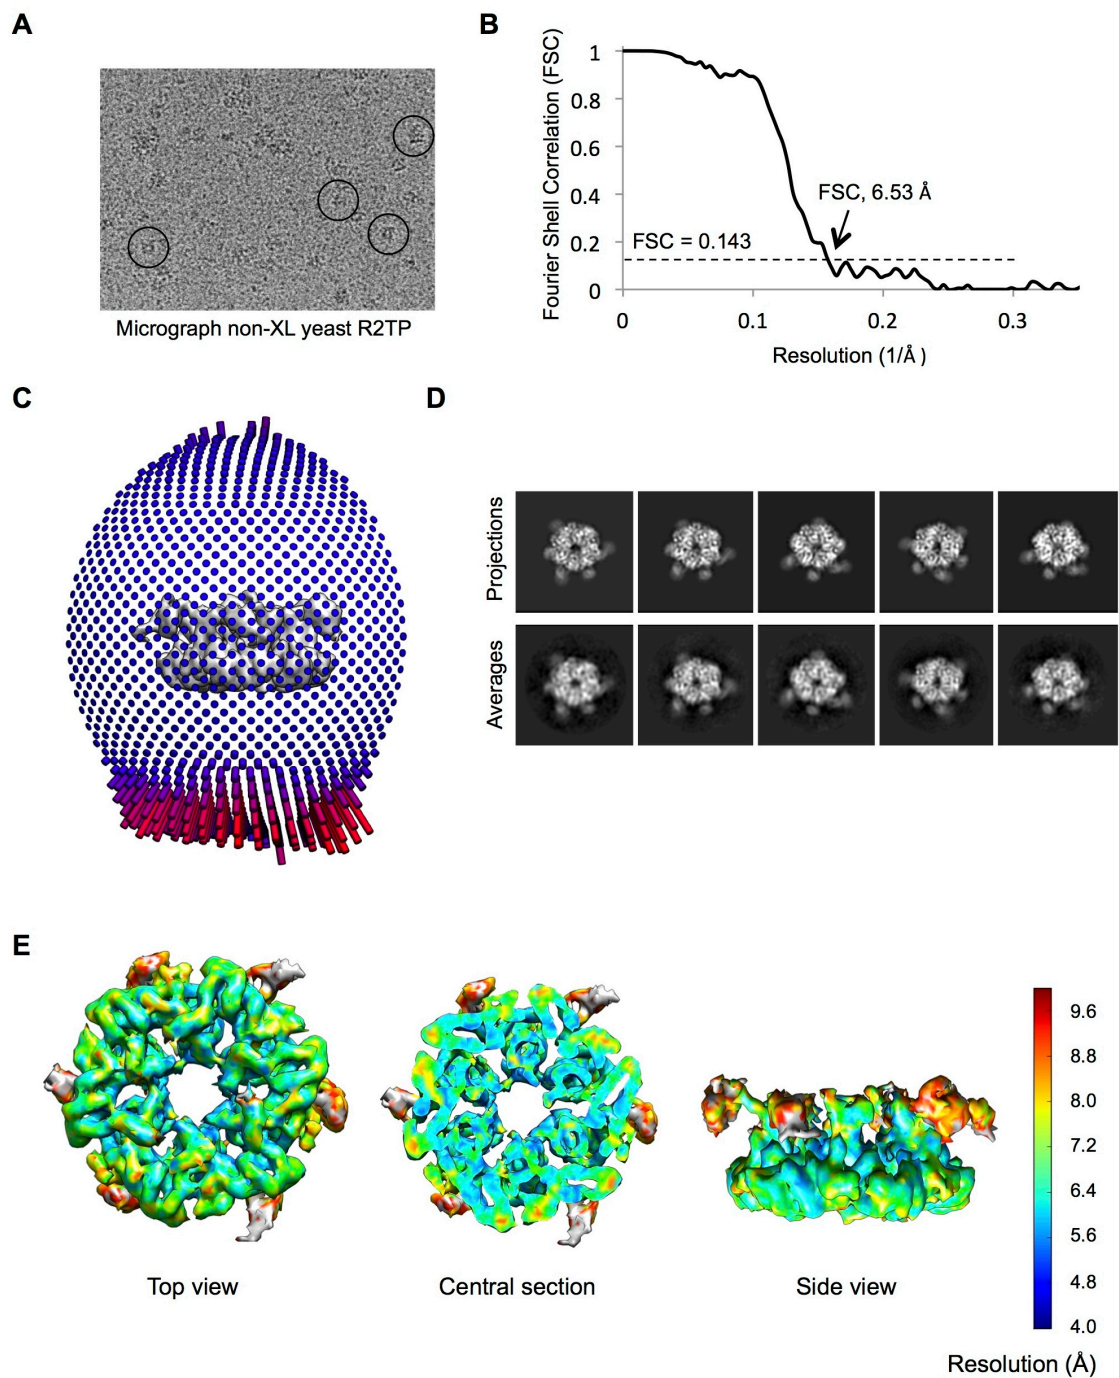 A
Micrograph non-XL yeast R2TP
B
Fourier Shell Correlation (FSC)
1
0.8
0.6
0.4
0.2
0
FSC, 6.53 Å
FSC = 0.143
0 0.1 0.2 0.3
Resolution (1/Å)
C
D
Projections
Averages
E
Top view
Central section
Side view
9.6
8.8
8.0
7.2
6.4
5.6
4.8
4.0
Resolution (Å)